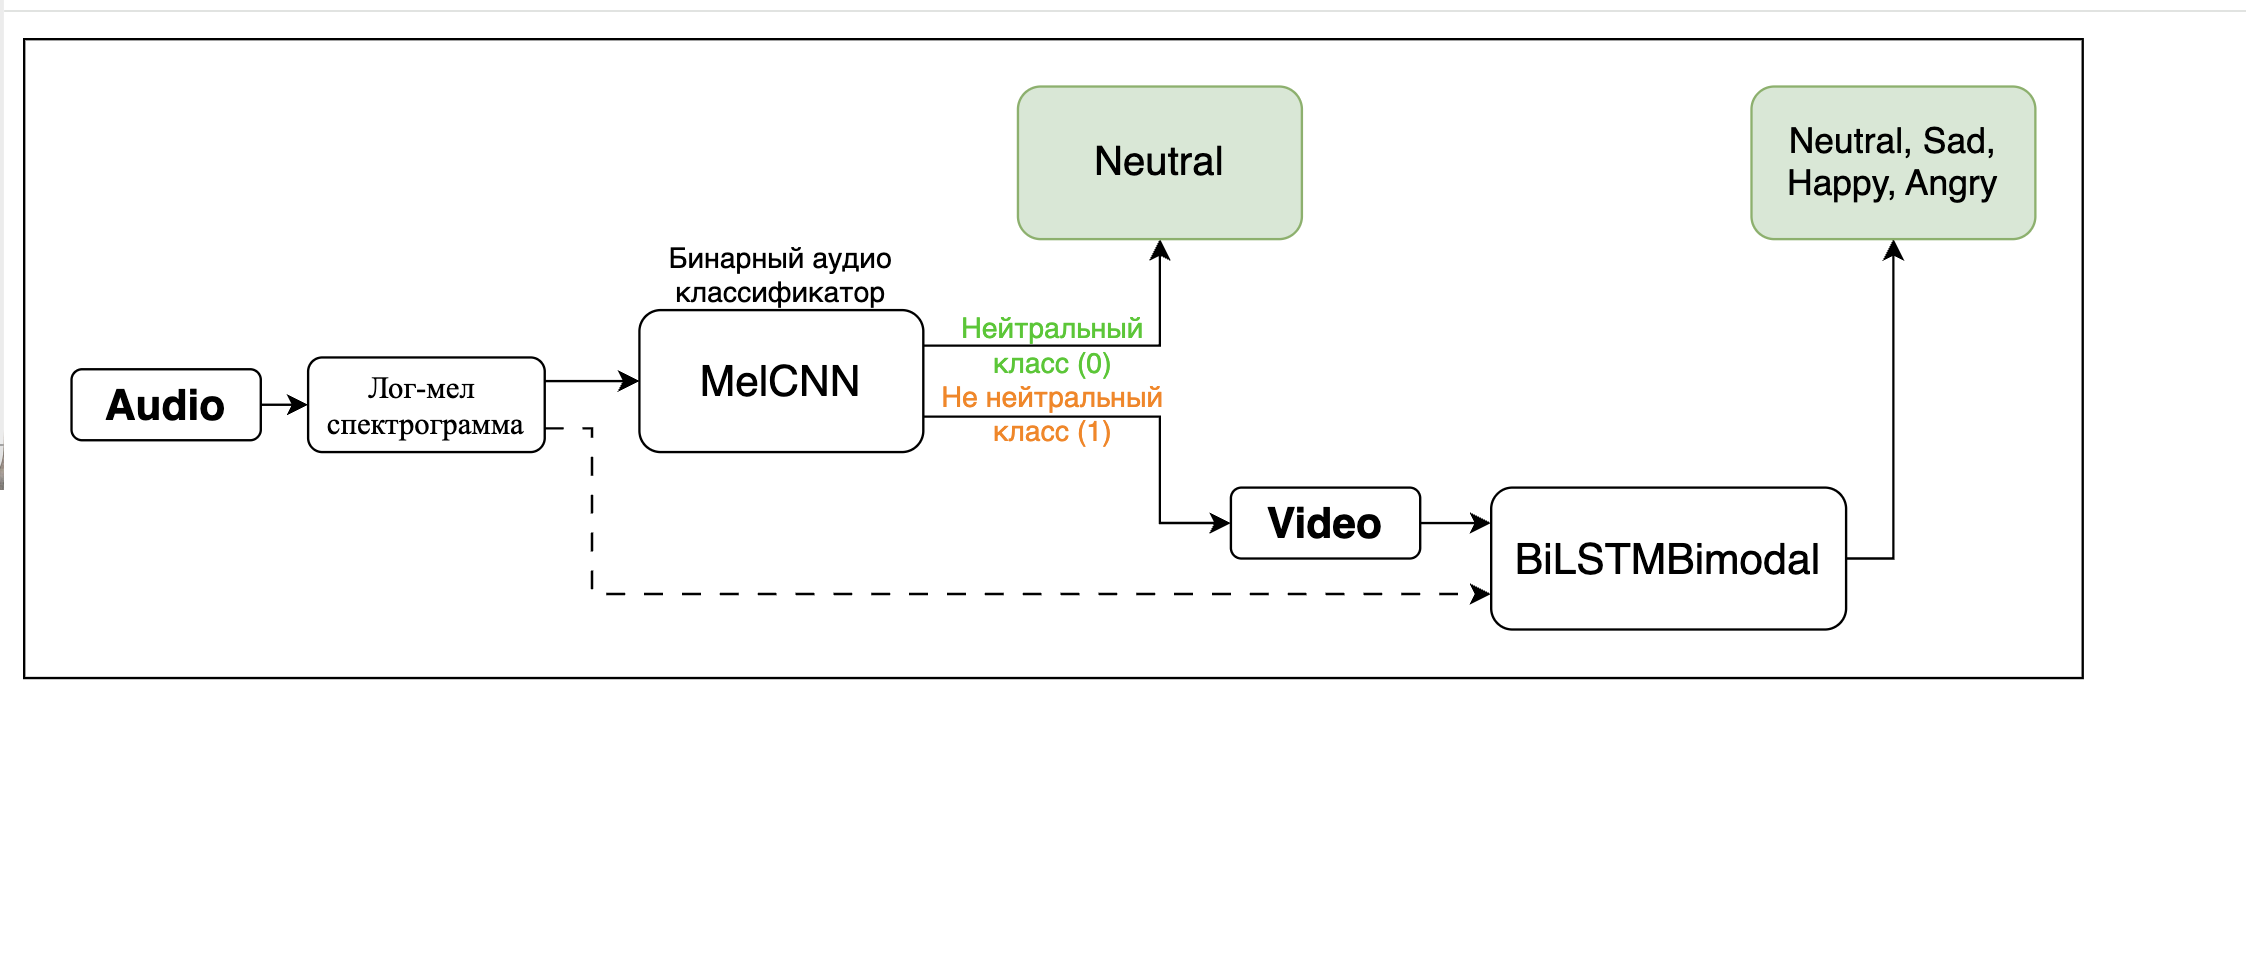 Neutral
Neutral, Sad,
Happy, Angry
Бинарный аудио
классификатор
Audio
Лог-мел
спектрограмма
MelCNN
Нейтральный
класс (0)
Не нейтральный
класс (1)
Video
BiLSTMBimodal